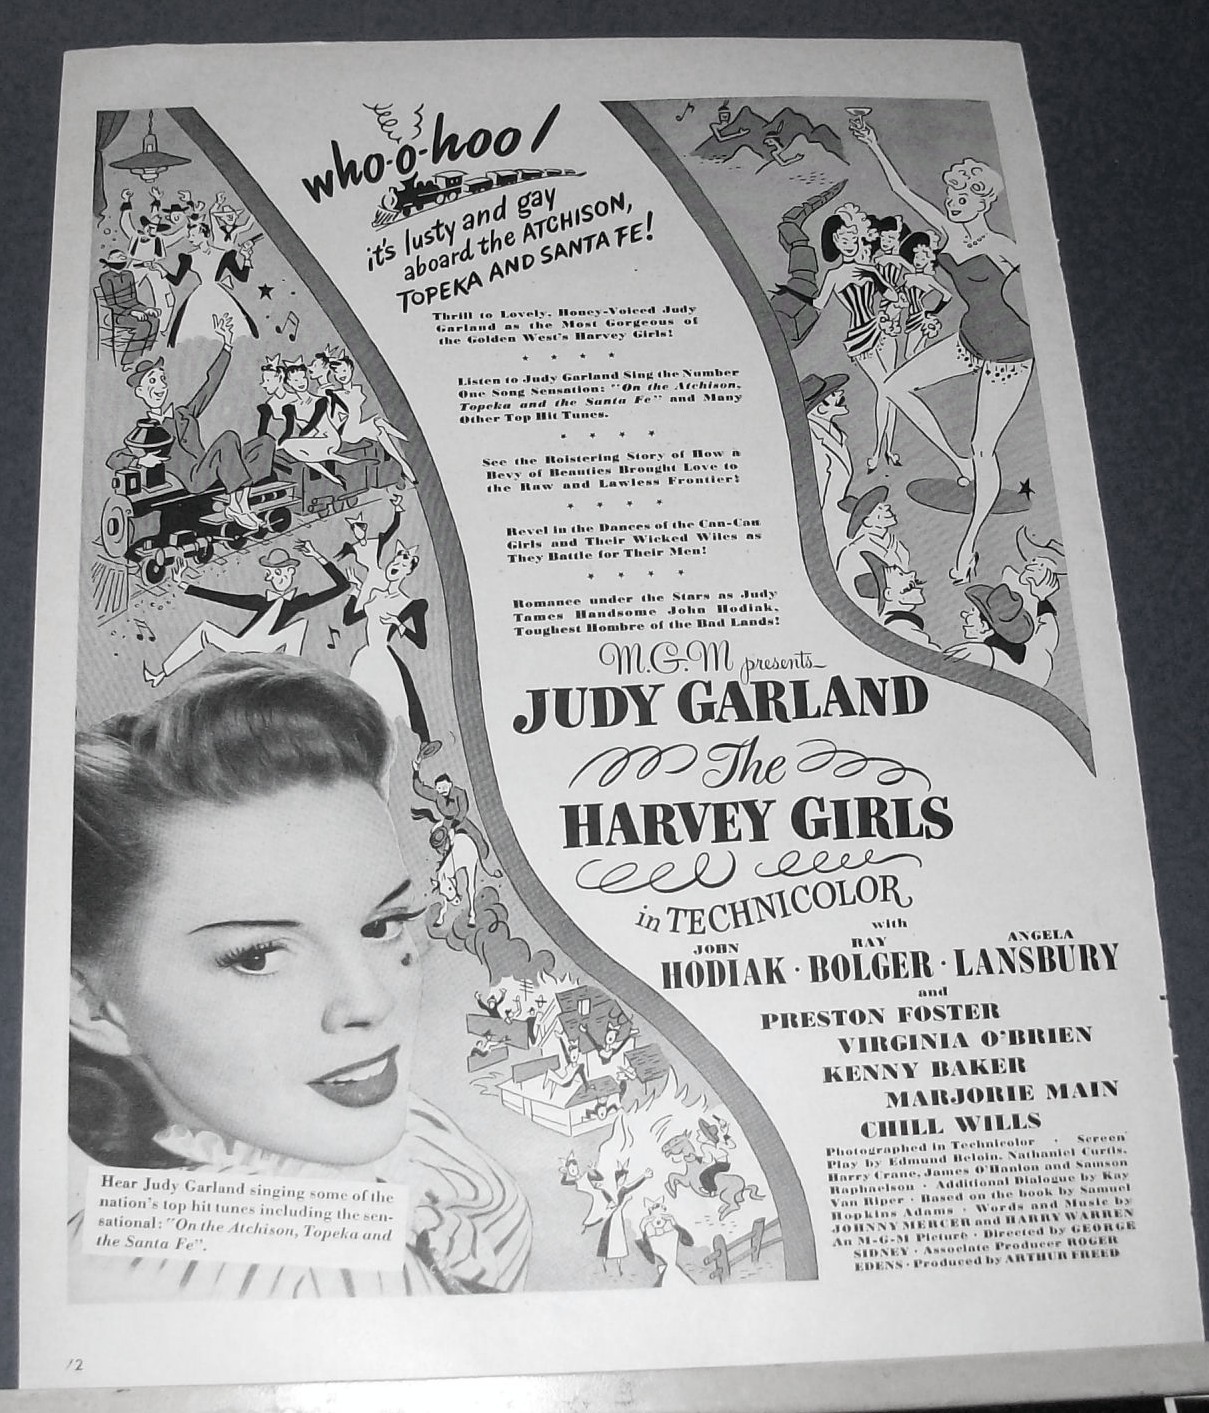 who-o-hoo!
it's lusty and gay
aboard the ATCHISON,
TOPEKA AND SANTA FE!
Thrill to Lovely, Honey-Voiced Judy
Garland as the Most Gorgeous of
the Golden West's Harvey Girls!
* * * *
Listen to Judy Garland Sing the Number
One Song Sensation: "On the Atchison,
Topeka and the Santa Fe" and Many
Other Top Hit Tunes.
* * * *
See the Roistering Story of How a
Bevy of Beauties Brought Love to
the Raw and Lawless Frontier!
* * * *
Revel in the Dances of the Can-Can
Girls and Their Wicked Wiles as
They Battle for Their Men!
* * * *
Romance under the Stars as Judy
Tames Handsome John Hodiak,
Toughest Hombre of the Bad Lands!
M.G.M presents
JUDY GARLAND
The
HARVEY GIRLS
in TECHNICOLOR
with
JOHN RAY ANGELA
HODIAK · BOLGER · LANSBURY
and
PRESTON FOSTER
VIRGINIA O'BRIEN
KENNY BAKER
MARJORIE MAIN
CHILL WILLS
Photographed in Technicolor · Screen
Play by Edmund Beloin, Nathaniel Curtis,
Harry Crane, James O'Hanlon and Samson
Raphaelson · Additional Dialogue by Kay
Van Riper · Based on the book by Samuel
Hopkins Adams · Words and Music by
JOHNNY MERCER and HARRY WARREN
An M-G-M Picture · Directed by GEORGE
SIDNEY · Associate Producer ROGER
EDENS · Produced by ARTHUR FREED
Hear Judy Garland singing some of the
nation's top hit tunes including the sen-
sational: "On the Atchison, Topeka and
the Santa Fe".
12